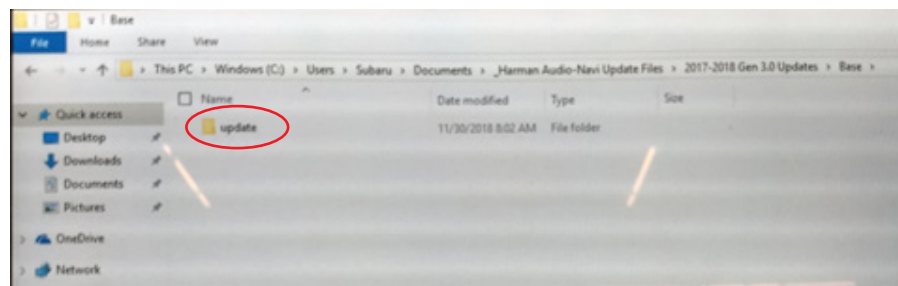 Base
File Home Share View
This PC > Windows (C:) > Users > Subaru > Documents > _Harman Audio-Navi Update Files > 2017-2018 Gen 3.0 Updates > Base >
Name Date modified Type Size
Quick access
update 11/30/2018 8:02 AM File folder
Desktop
Downloads
Documents
Pictures
OneDrive
Network